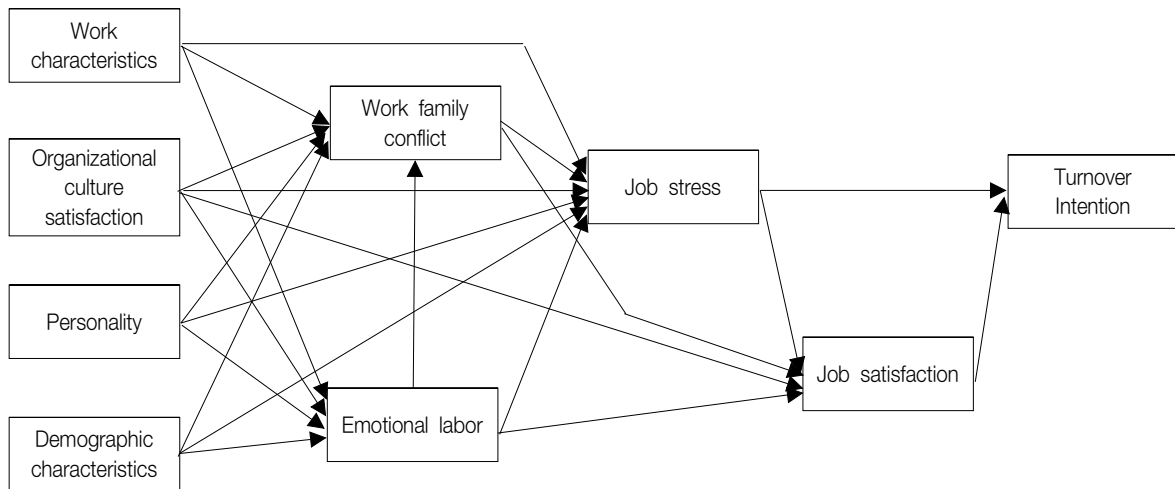 Work
characteristics
Organizational
culture
satisfaction
Personality
Demographic
characteristics
Work family
conflict
Emotional labor
Job stress
Job satisfaction
Turnover
Intention